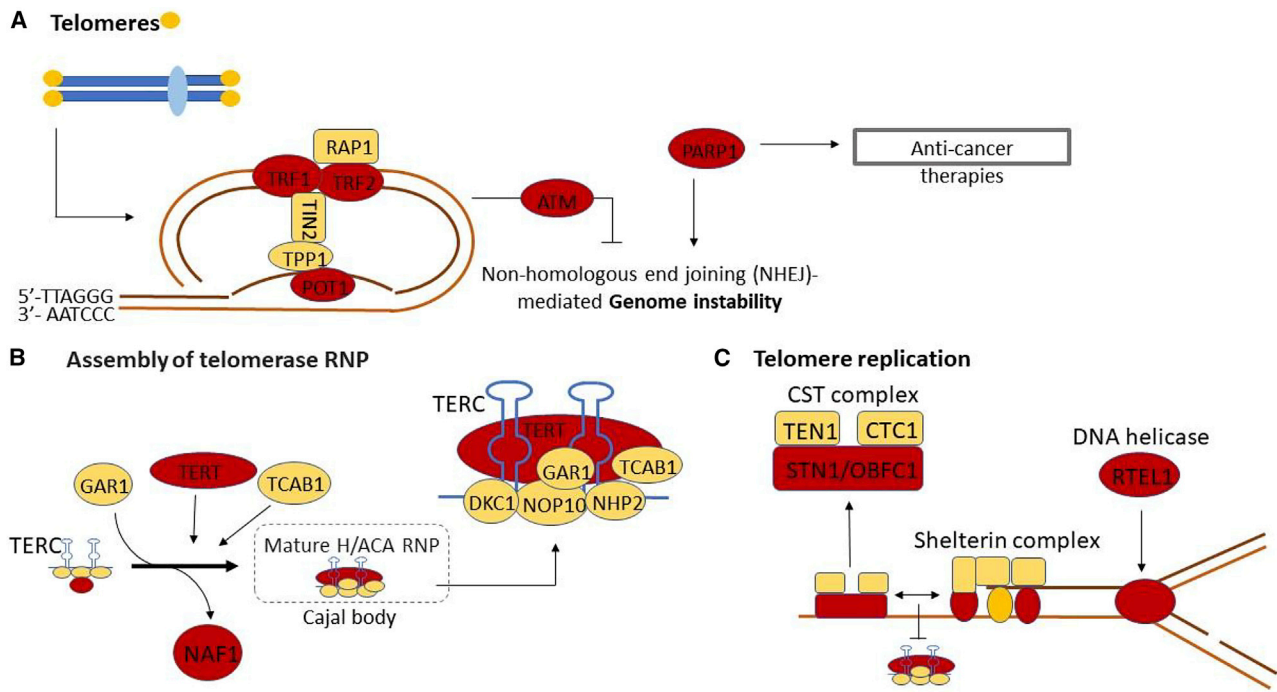 A
Telomeres
RAP1
TRF1
TRF2
TIN2
TPP1
POT1
5’-TTAGGG
3’- AATCCC
ATM
PARP1
Anti-cancer
therapies
Non-homologous end joining (NHEJ)-
mediated Genome instability
B
Assembly of telomerase RNP
GAR1
TERT
TCAB1
TERC
NAF1
Mature H/ACA RNP
Cajal body
TERC
TERT
GAR1
TCAB1
DKC1
NOP10
NHP2
C
Telomere replication
CST complex
TEN1
CTC1
STN1/OBFC1
DNA helicase
RTEL1
Shelterin complex